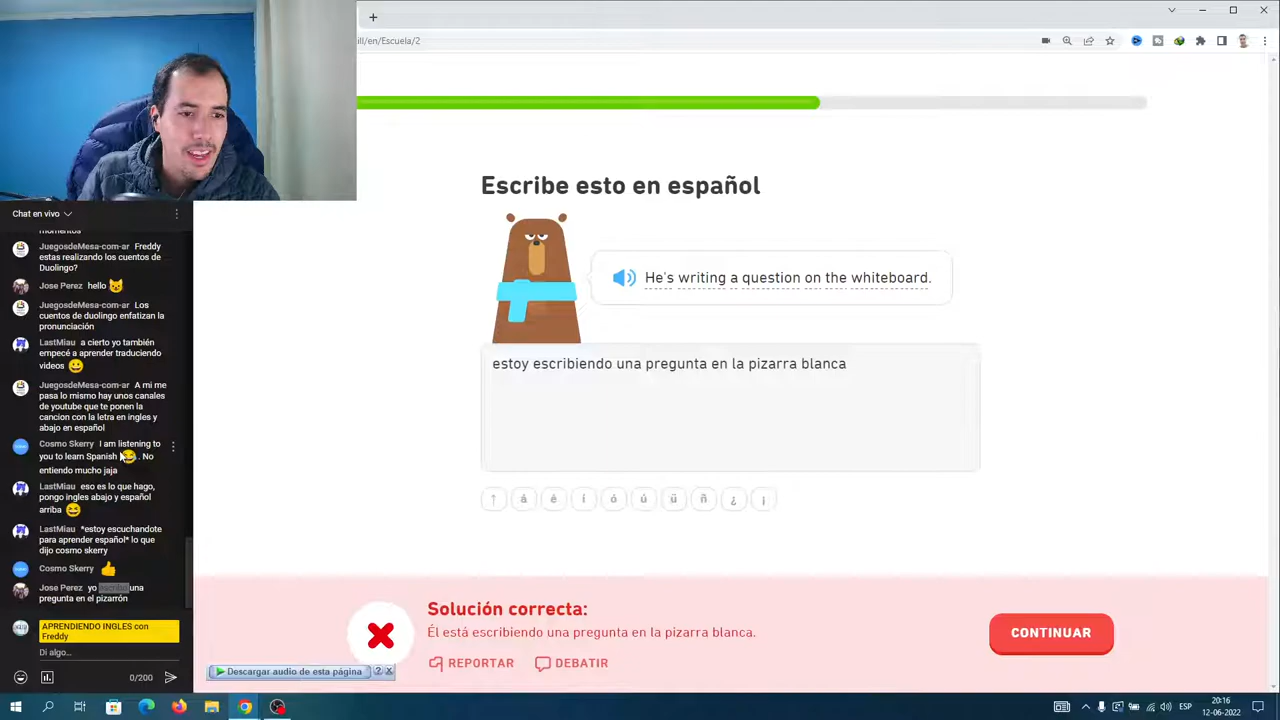 ill/en/Escuela/2
Escribe esto en español
He's writing a question on the whiteboard.
estoy escribiendo una pregunta en la pizarra blanca
↑ á é í ó ú ü ñ ¿ ¡
Solución correcta:
Él está escribiendo una pregunta en la pizarra blanca.
REPORTAR DEBATIR
CONTINUAR
Descargar audio de esta página ? X
Chat en vivo
momentos
JuegosdeMesa-com-ar Freddy
estas realizando los cuentos de
Duolingo?
Jose Perez hello
JuegosdeMesa-com-ar Los
cuentos de duolingo enfatizan la
pronunciación
LastMiau a cierto yo también
empecé a aprender traduciendo
videos
JuegosdeMesa-com-ar A mi me
pasa lo mismo hay unos canales
de youtube que te ponen la
cancion con la letra en ingles y
abajo en español
Cosmo Skerry I am listening to
you to learn Spanish . No
entiendo mucho jaja
LastMiau eso es lo que hago,
pongo ingles abajo y español
arriba
LastMiau *estoy escuchandote
para aprender español* lo que
dijo cosmo skerry
Cosmo Skerry
Jose Perez yo una
pregunta en el pizarrón
APRENDIENDO INGLES con
Freddy
Di algo...
0/200
ESP
20:16
12-06-2022